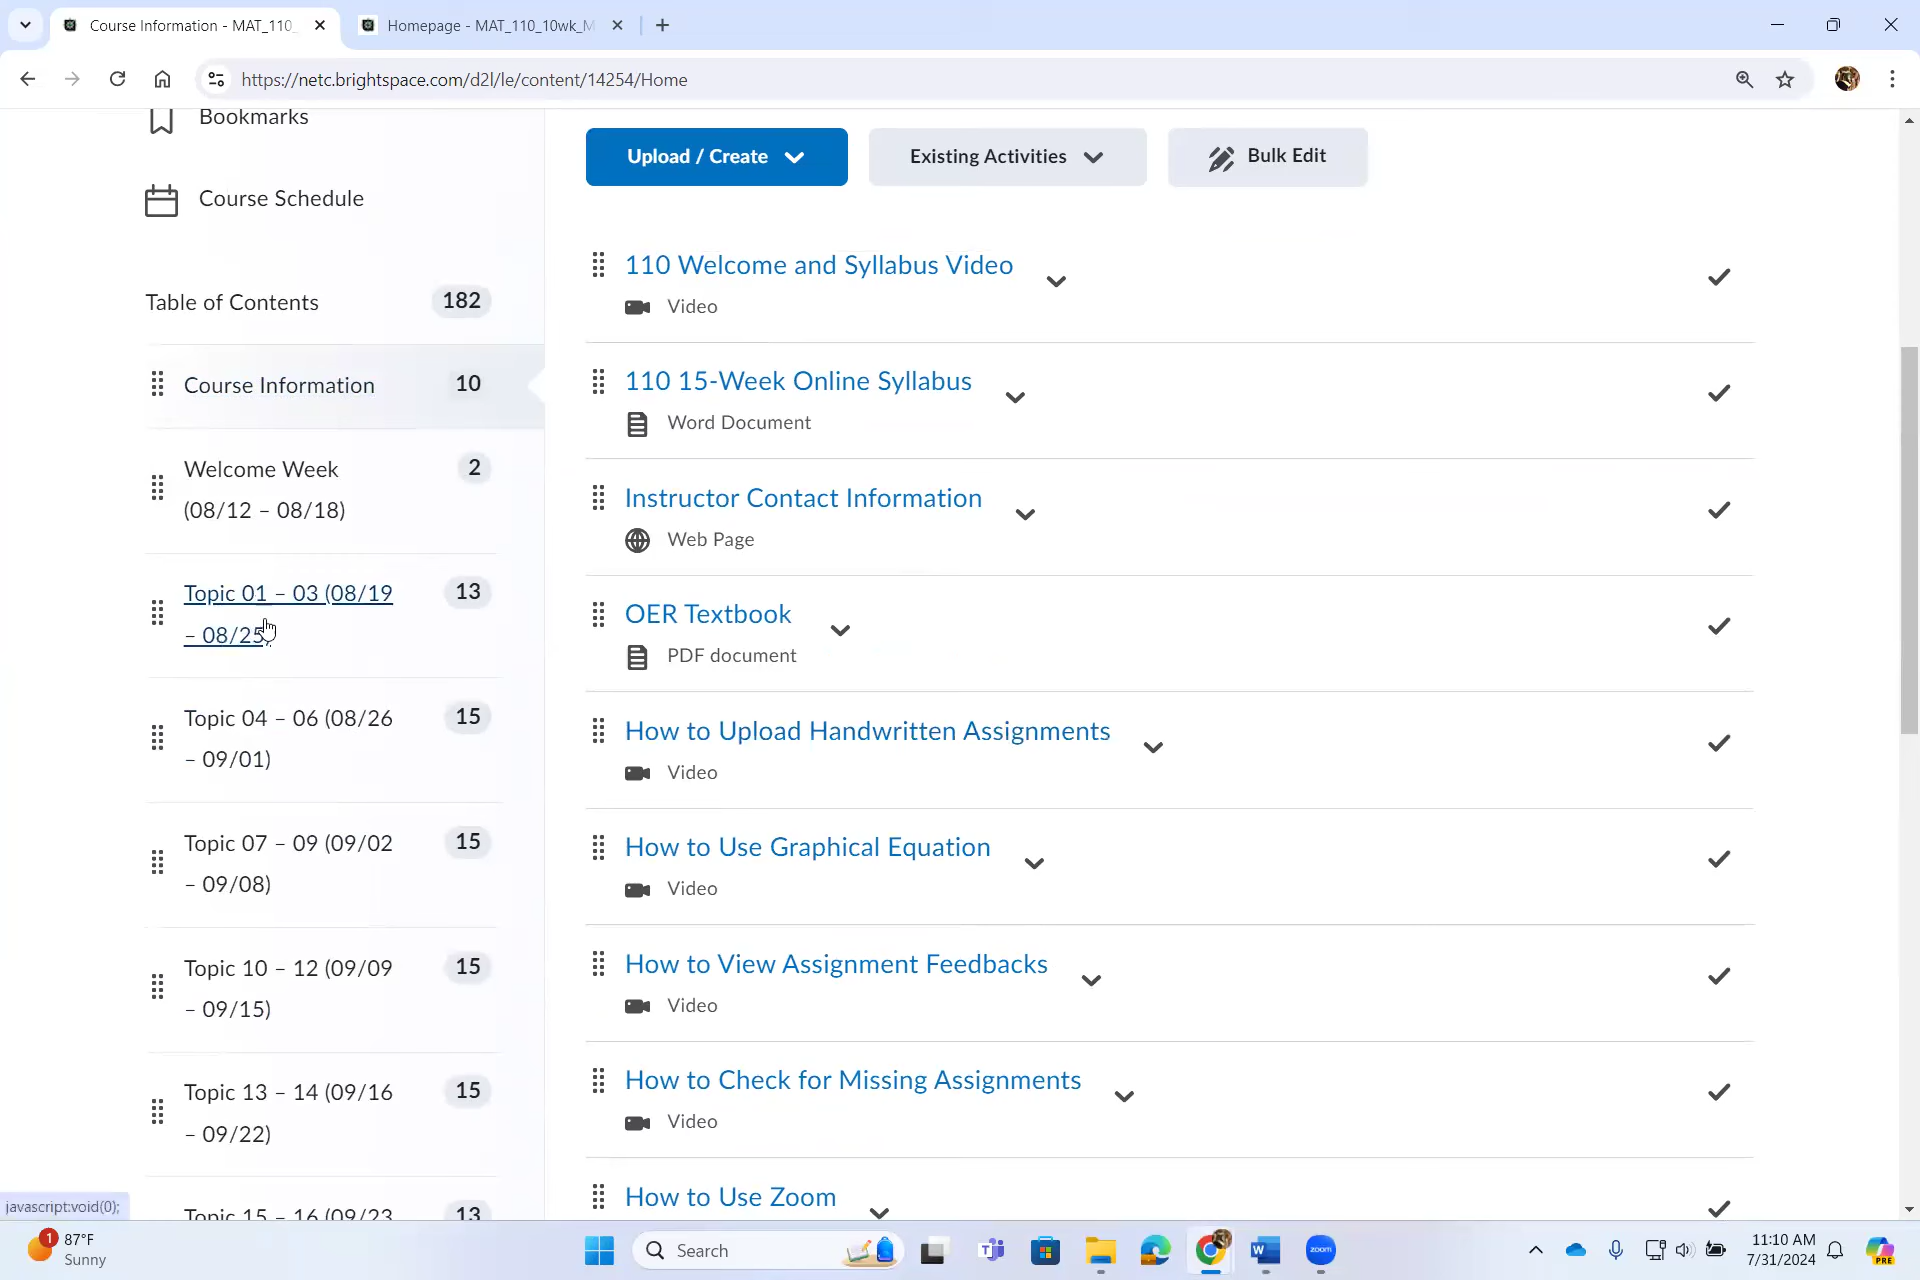 Course Information - MAT_110_
Homepage - MAT_110_10wk_M
https://netc.brightspace.com/d2l/le/content/14254/Home
Bookmarks
Course Schedule
Table of Contents 182
Course Information 10
Welcome Week 2
(08/12 – 08/18)
Topic 01 – 03 (08/19 13
– 08/25)
Topic 04 – 06 (08/26 15
– 09/01)
Topic 07 – 09 (09/02 15
– 09/08)
Topic 10 – 12 (09/09 15
– 09/15)
Topic 13 – 14 (09/16 15
– 09/22)
Topic 15 – 16 (09/23 13
Upload / Create
Existing Activities
Bulk Edit
110 Welcome and Syllabus Video
Video
110 15-Week Online Syllabus
Word Document
Instructor Contact Information
Web Page
OER Textbook
PDF document
How to Upload Handwritten Assignments
Video
How to Use Graphical Equation
Video
How to View Assignment Feedbacks
Video
How to Check for Missing Assignments
Video
How to Use Zoom
javascript:void(0);
1
87°F
Sunny
Search
W
zoom
11:10 AM
7/31/2024
PRE